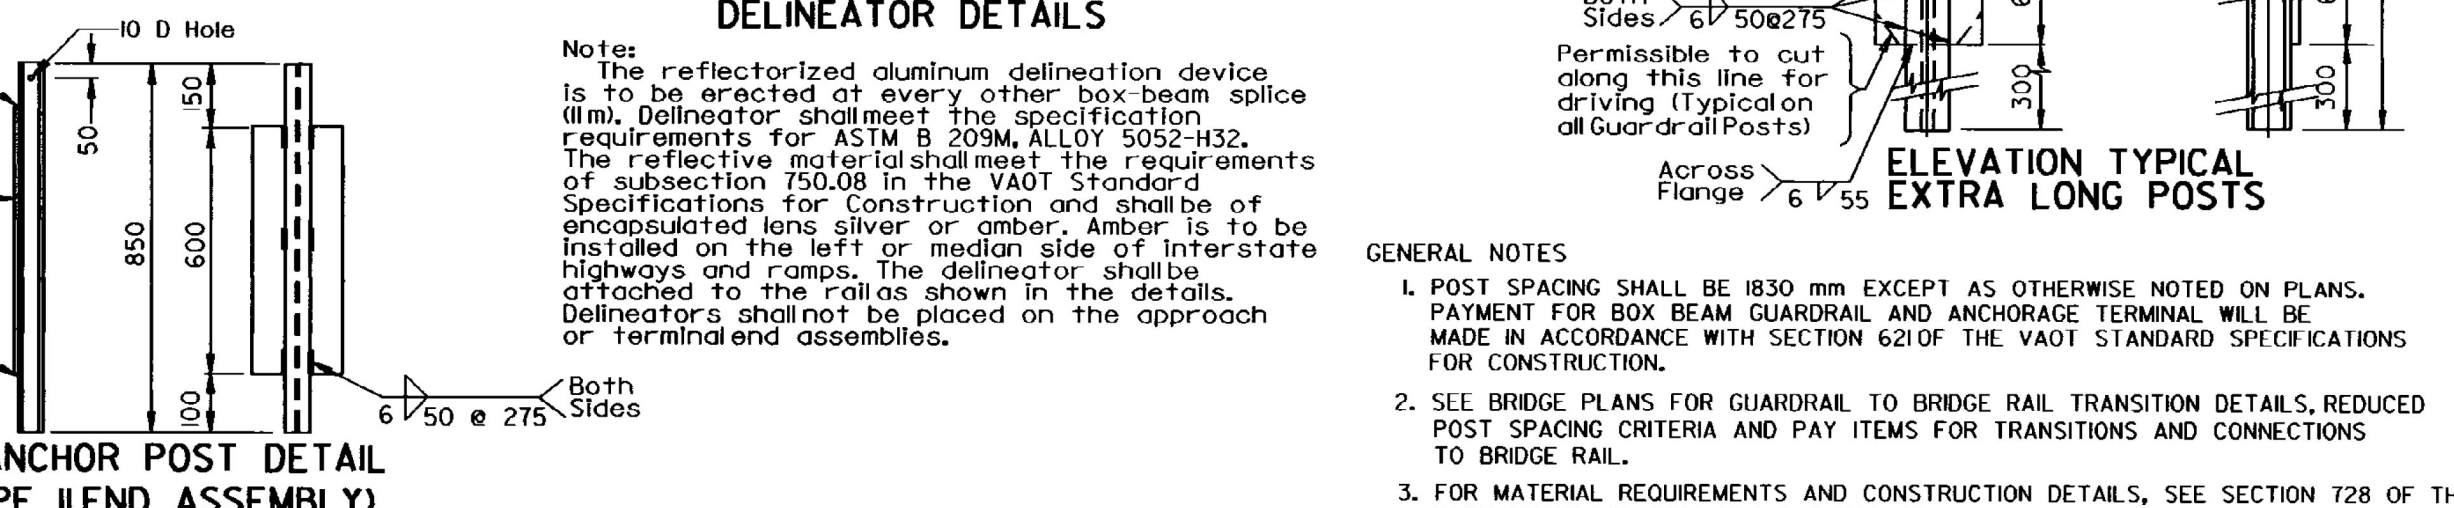 10 D Hole
50
850
150
600
100
6 50 @ 275
Both
Sides
ANCHOR POST DETAIL
END ASSEMBLY)
DELINEATOR DETAILS
Note:
The reflectorized aluminum delineation device
is to be erected at every other box-beam splice
(11m). Delineator shall meet the specification
requirements for ASTM B 209M, ALLOY 5052-H32.
The reflective material shall meet the requirements
of subsection 750.08 in the VAOT Standard
Specifications for Construction and shall be of
encapsulated lens silver or amber. Amber is to be
installed on the left or median side of interstate
highways and ramps. The delineator shall be
attached to the rail as shown in the details.
Delineators shall not be placed on the approach
or terminal end assemblies.
Sides
6 50@275
Permissible to cut
along this line for
driving (Typical on
all Guardrail Posts)
Across
Flange
6 55
300
300
ELEVATION TYPICAL
EXTRA LONG POSTS
GENERAL NOTES
1. POST SPACING SHALL BE 1830 mm EXCEPT AS OTHERWISE NOTED ON PLANS.
PAYMENT FOR BOX BEAM GUARDRAIL AND ANCHORAGE TERMINAL WILL BE
MADE IN ACCORDANCE WITH SECTION 621 OF THE VAOT STANDARD SPECIFICATIONS
FOR CONSTRUCTION.
2. SEE BRIDGE PLANS FOR GUARDRAIL TO BRIDGE RAIL TRANSITION DETAILS, REDUCED
POST SPACING CRITERIA AND PAY ITEMS FOR TRANSITIONS AND CONNECTIONS
TO BRIDGE RAIL.
3. FOR MATERIAL REQUIREMENTS AND CONSTRUCTION DETAILS, SEE SECTION 728 OF TH